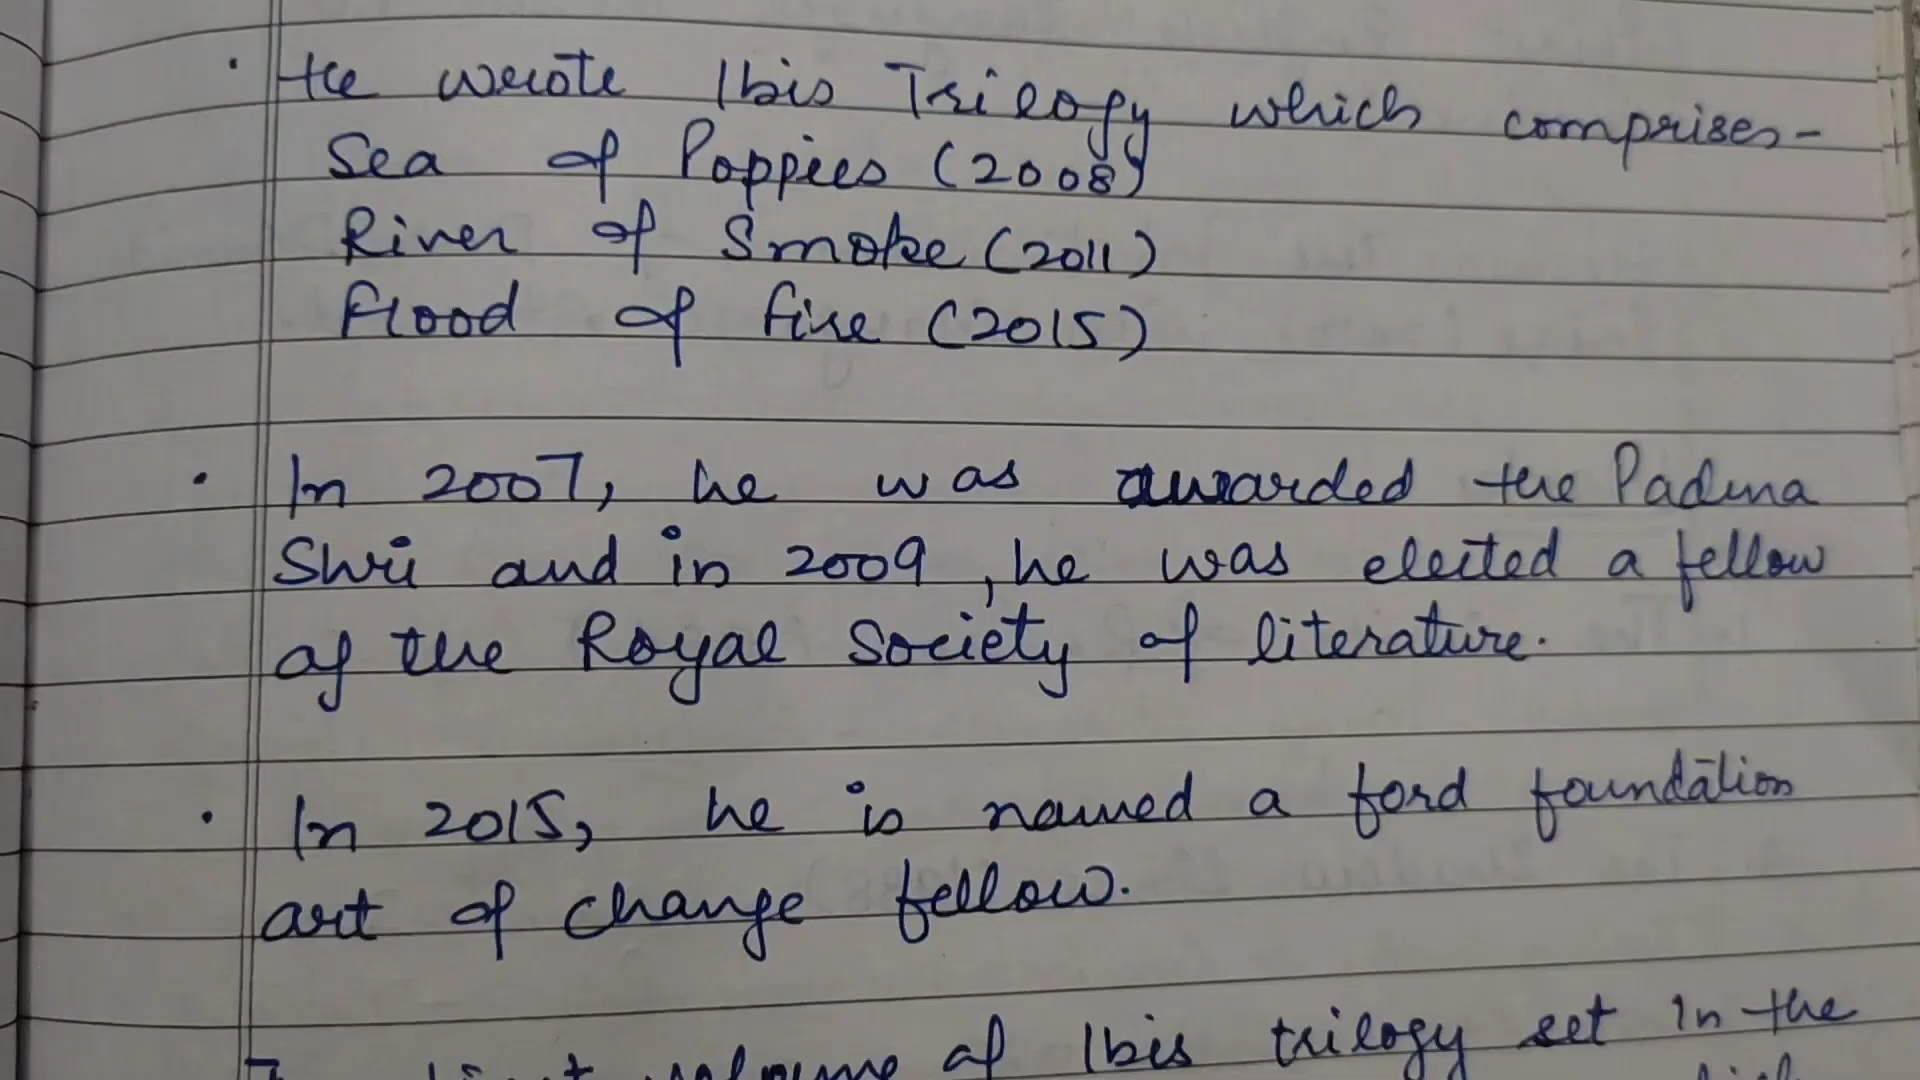 · He wrote Ibis Trilogy which comprises-
Sea of Poppies (2008)
River of Smoke (2011)
Flood of fire (2015)
· In 2007, he was awarded the Padma
Shri and in 2009, he was elected a fellow
of the Royal Society of literature.
· In 2015, he is named a ford foundation
art of change fellow.
volume of Ibis trilogy set in the